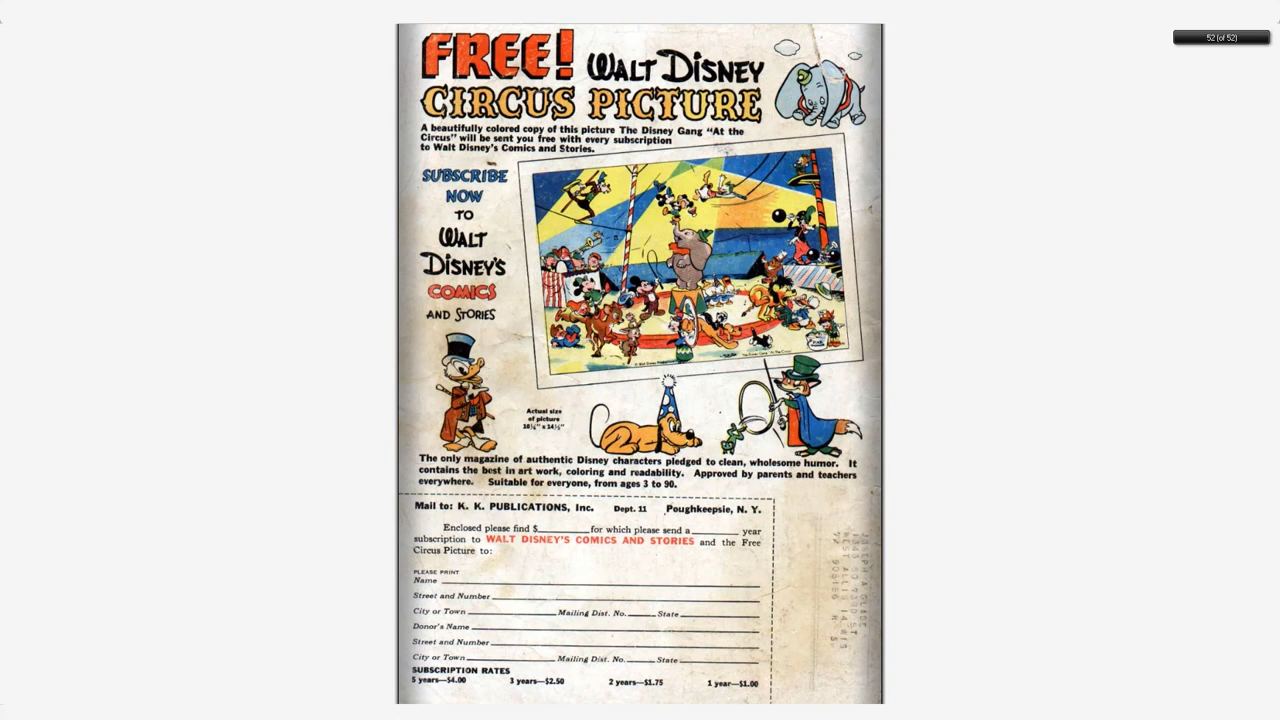 52 (of 52)
FREE! WALT DISNEY
CIRCUS PICTURE
A beautifully colored copy of this picture The Disney Gang "At the
Circus" will be sent you free with every subscription
to Walt Disney's Comics and Stories.
SUBSCRIBE
NOW
TO
WALT
DISNEY'S
COMICS
AND STORIES
Actual size
of picture
The only magazine of authentic Disney characters pledged to clean, wholesome humor. It
contains the best in art work, coloring and readability. Approved by parents and teachers
everywhere. Suitable for everyone, from ages 3 to 90.
Mail to: K. K. PUBLICATIONS, Inc. Dept. 11 Poughkeepsie, N. Y.
Enclosed please find $ for which please send a year
subscription to WALT DISNEY'S COMICS AND STORIES and the Free
Circus Picture to:
PLEASE PRINT
Name
Street and Number
City or Town Mailing Dist. No. State
Donor's Name
Street and Number
City or Town Mailing Dist. No. State
SUBSCRIPTION RATES
5 years—$4.00 3 years—$2.50 2 years—$1.75 1 year—$1.00